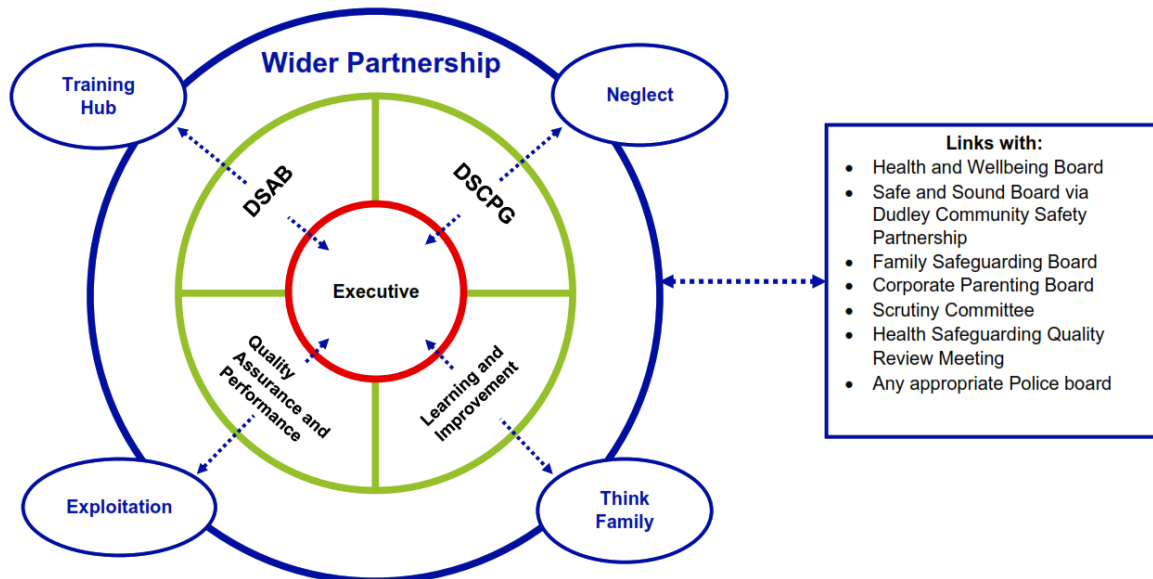 Wider Partnership
Training
Hub
Neglect
DSAB
DSCPG
Executive
Quality
Assurance and
Performance
Learning and
Improvement
Exploitation
Think
Family
Links with:
• Health and Wellbeing Board
• Safe and Sound Board via
Dudley Community Safety
Partnership
• Family Safeguarding Board
• Corporate Parenting Board
• Scrutiny Committee
• Health Safeguarding Quality
Review Meeting
• Any appropriate Police board